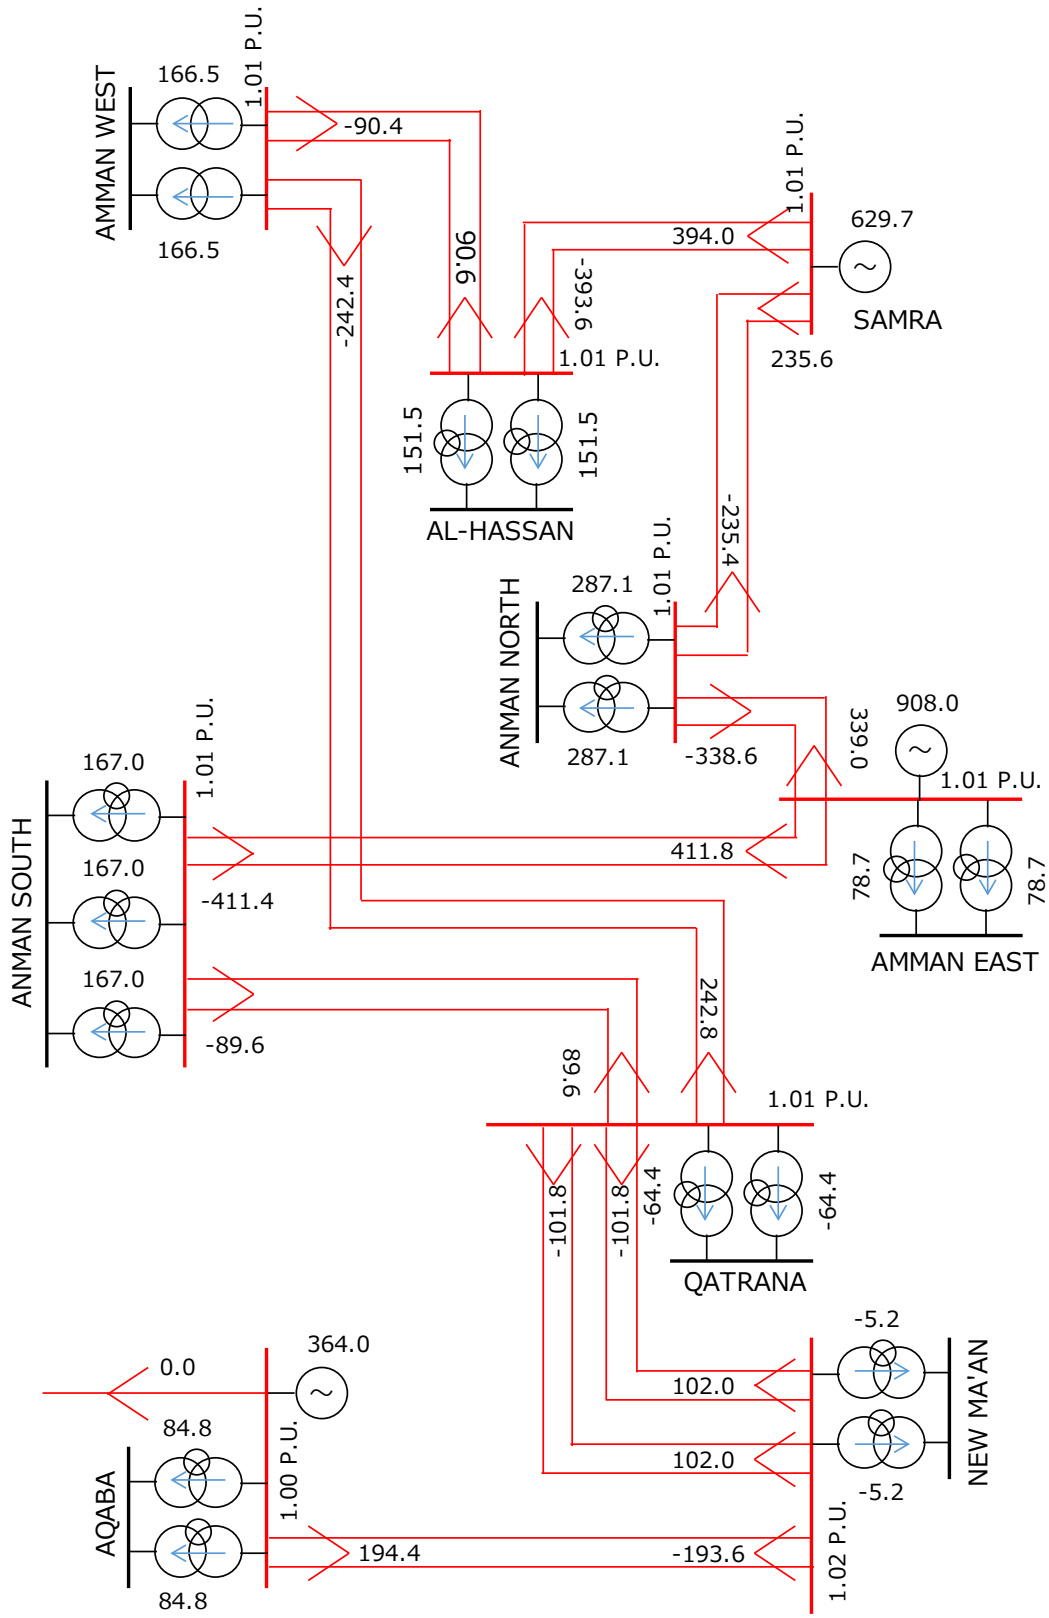 166.5
AMMAN WEST
1.01 P.U.
-90.4
166.5
-242.4
90.6
-393.6
394.0
1.01 P.U.
629.7
~
SAMRA
235.6
1.01 P.U.
151.5
151.5
AL-HASSAN
-235.4
287.1
ANMAN NORTH
1.01 P.U.
287.1
-338.6
339.0
908.0
~
1.01 P.U.
78.7
78.7
AMMAN EAST
411.8
167.0
1.01 P.U.
ANMAN SOUTH
167.0
-411.4
167.0
-89.6
242.8
89.6
1.01 P.U.
-101.8
-101.8
-64.4
-64.4
QATRANA
0.0
364.0
~
84.8
1.00 P.U.
AQABA
84.8
194.4
-193.6
102.0
102.0
-5.2
NEW MA'AN
-5.2
1.02 P.U.